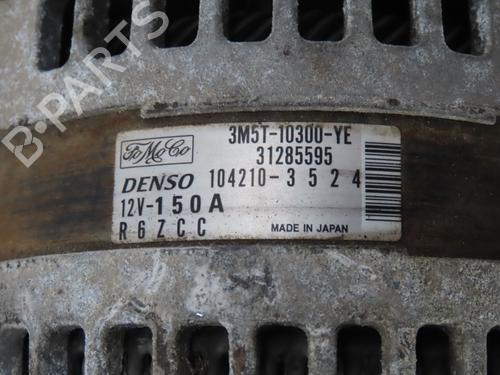 3M5T-10300-YE
FoMoCo
31285595
DENSO 104210-3524
12V-150A
R6ZCC
MADE IN JAPAN
B-PARTS